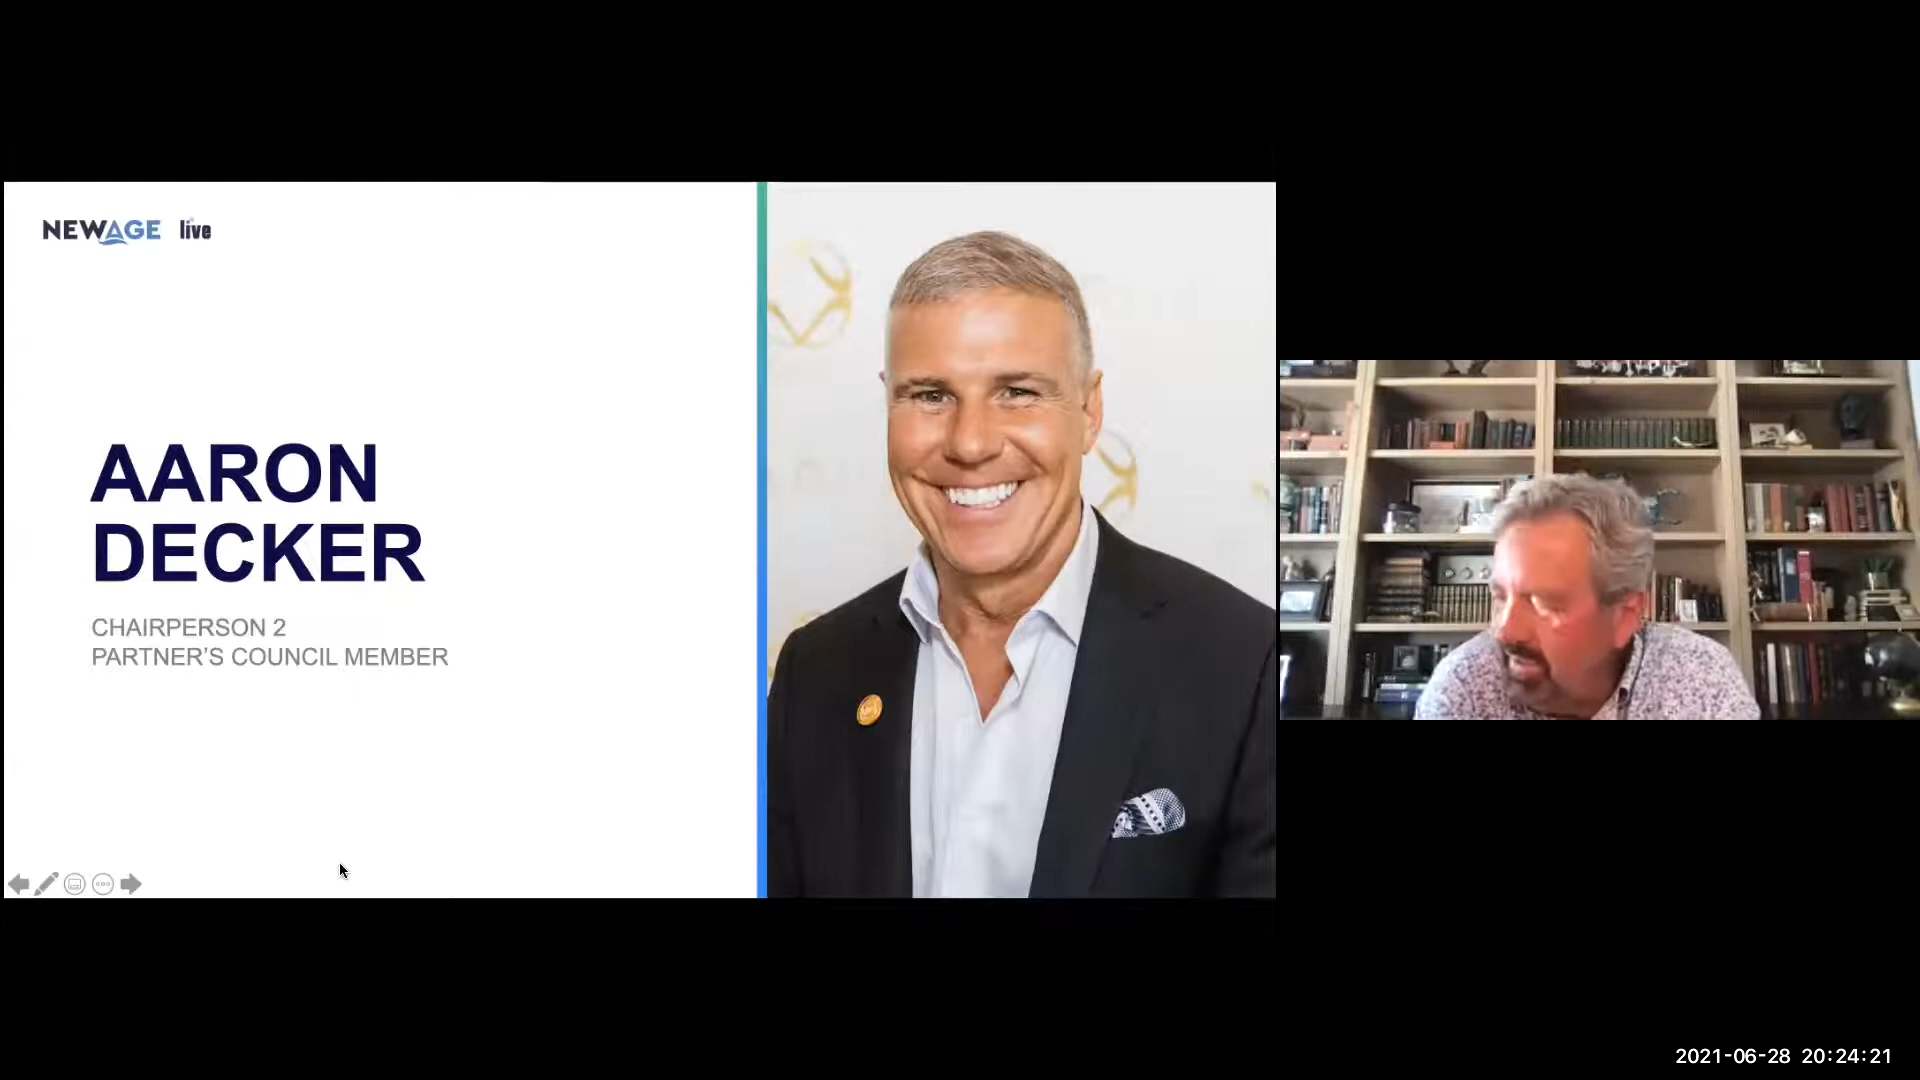 NEWAGE live
AARON
DECKER
CHAIRPERSON 2
PARTNER'S COUNCIL MEMBER
2021-06-28 20:24:21